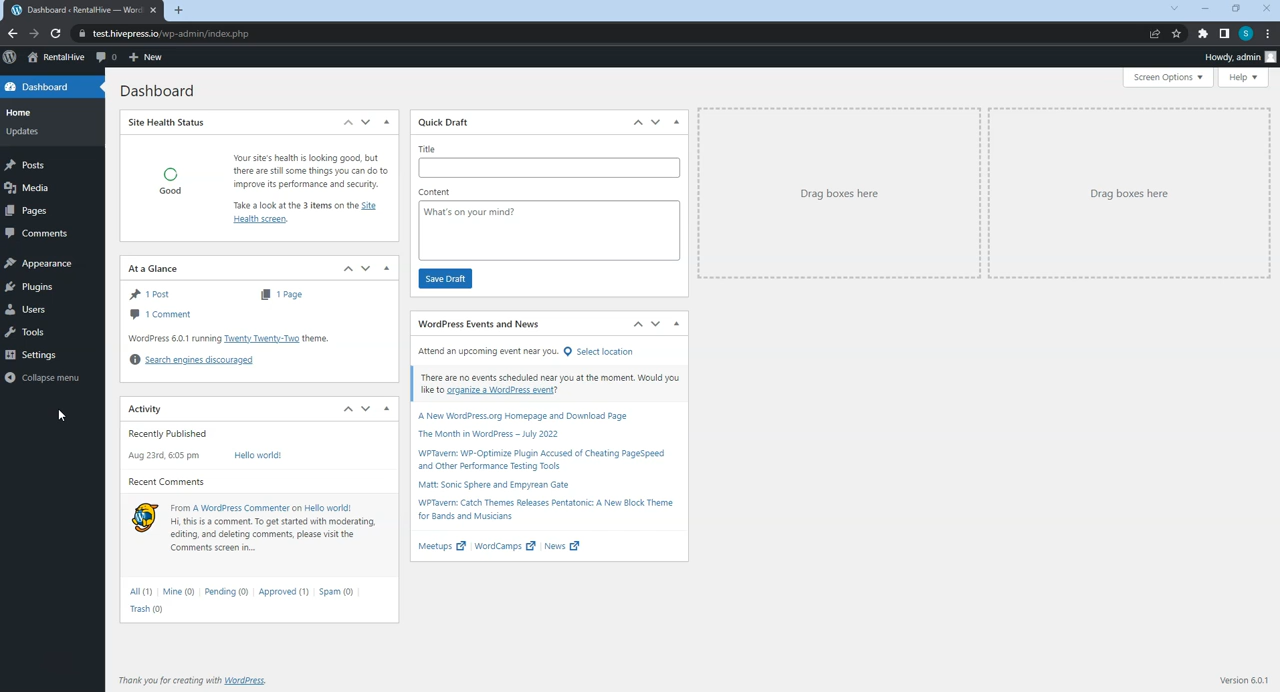 Dashboard ‹ RentalHive — Word
test.hivepress.io/wp-admin/index.php
S
RentalHive 0 New
Howdy, admin
Dashboard
Home
Updates
Posts
Media
Pages
Comments
Appearance
Plugins
Users
Tools
Settings
Collapse menu
Screen Options
Help
Dashboard
Site Health Status
Good
Your site's health is looking good, but
there are still some things you can do to
improve its performance and security.
Take a look at the 3 items on the Site
Health screen.
At a Glance
1 Post
1 Page
1 Comment
WordPress 6.0.1 running Twenty Twenty-Two theme.
Search engines discouraged
Activity
Recently Published
Aug 23rd, 6:05 pm Hello world!
Recent Comments
From A WordPress Commenter on Hello world!
Hi, this is a comment. To get started with moderating,
editing, and deleting comments, please visit the
Comments screen in...
All (1) | Mine (0) | Pending (0) | Approved (1) | Spam (0) |
Trash (0)
Quick Draft
Title
Content
What's on your mind?
Save Draft
WordPress Events and News
Attend an upcoming event near you. Select location
There are no events scheduled near you at the moment. Would you
like to organize a WordPress event?
A New WordPress.org Homepage and Download Page
The Month in WordPress – July 2022
WPTavern: WP-Optimize Plugin Accused of Cheating PageSpeed
and Other Performance Testing Tools
Matt: Sonic Sphere and Empyrean Gate
WPTavern: Catch Themes Releases Pentatonic: A New Block Theme
for Bands and Musicians
Meetups | WordCamps | News
Drag boxes here
Drag boxes here
Thank you for creating with WordPress.
Version 6.0.1